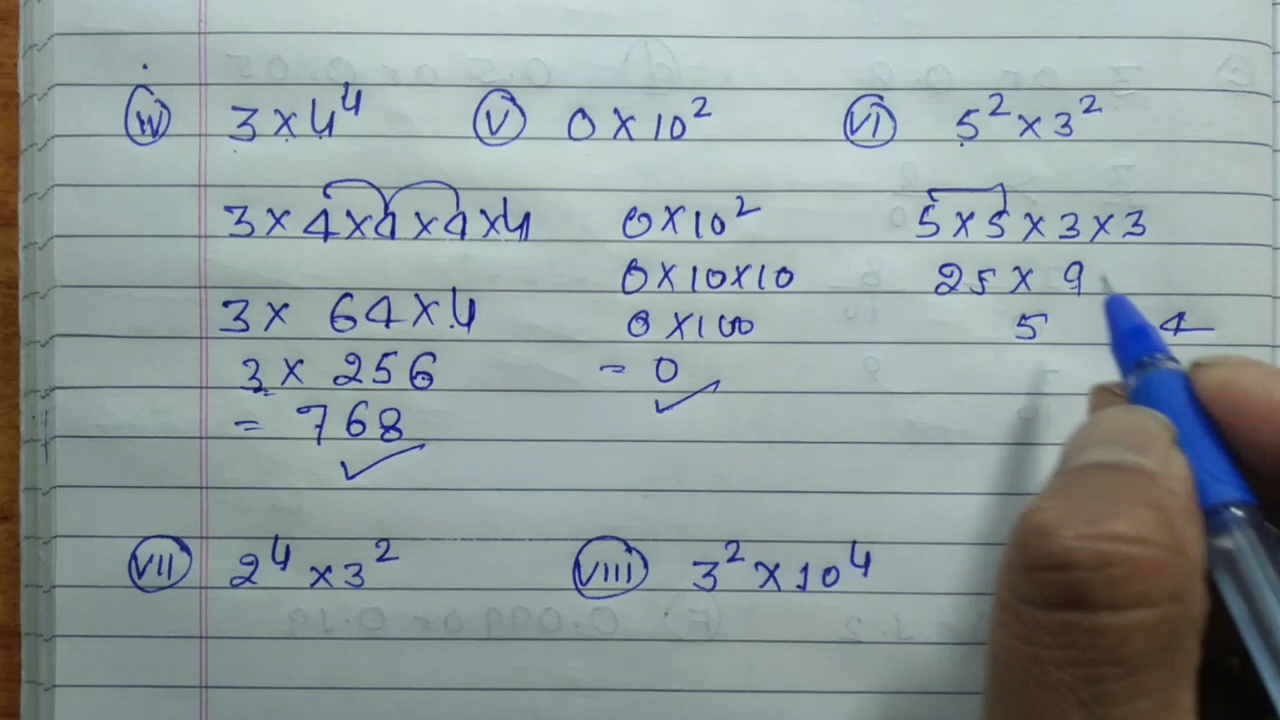 (iv) 3 × 4⁴
3 × 4 × 4 × 4 × 4
3 × 64 × 4
3 × 256
= 768
(v) 0 × 10²
0 × 10²
0 × 10 × 10
0 × 100
= 0
(vi) 5² × 3²
5 × 5 × 3 × 3
25 × 9
5 4
(vii) 2⁴ × 3²
(viii) 3² × 10⁴